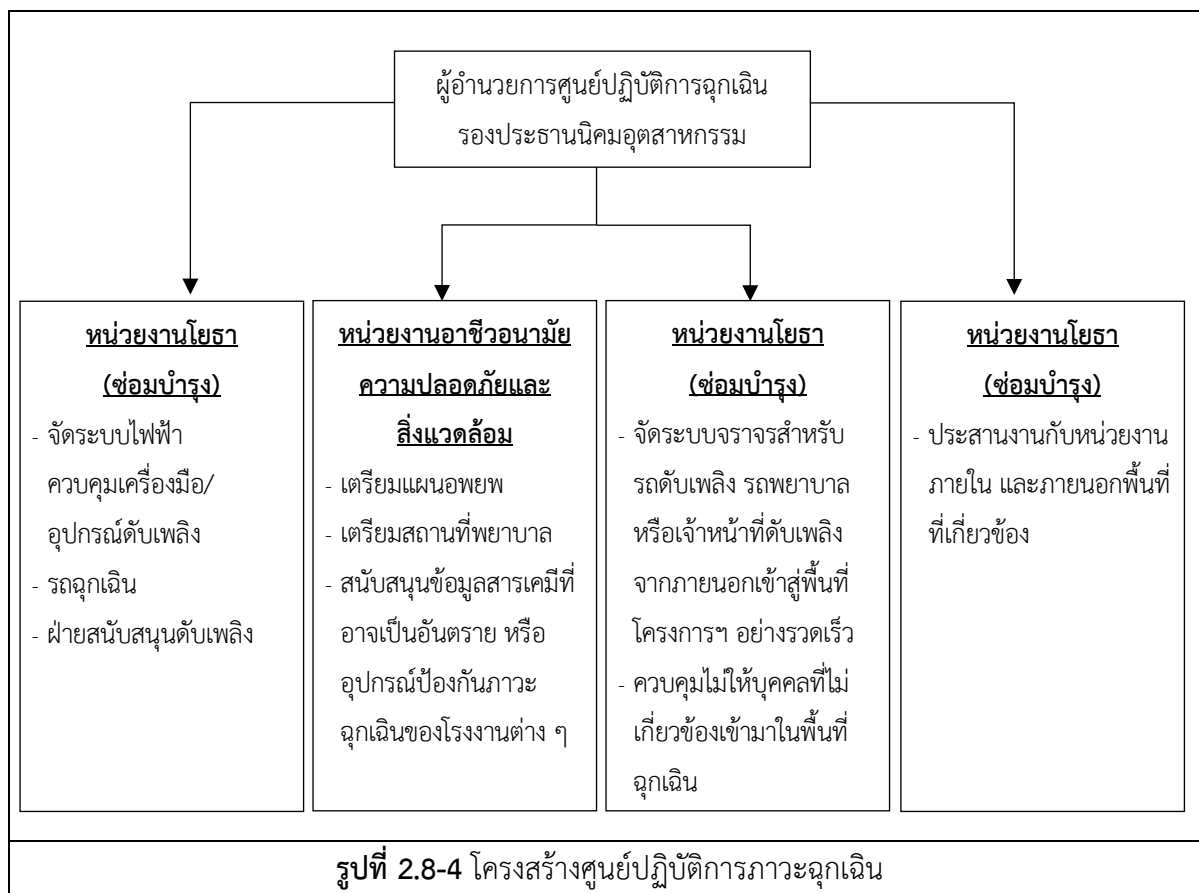 ผู้อำนวยการศูนย์ปฏิบัติการฉุกเฉิน
รองประธานนิคมอุตสาหกรรม
หน่วยงานโยธา
(ซ่อมบำรุง)
- จัดระบบไฟฟ้า
ควบคุมเครื่องมือ/
อุปกรณ์ดับเพลิง
- รถฉุกเฉิน
- ฝ่ายสนับสนุนดับเพลิง
หน่วยงานอาชีวอนามัย
ความปลอดภัยและ
สิ่งแวดล้อม
- เตรียมแผนอพยพ
- เตรียมสถานที่พยาบาล
- สนับสนุนข้อมูลสารเคมีที่
อาจเป็นอันตราย หรือ
อุปกรณ์ป้องกันภาวะ
ฉุกเฉินของโรงงานต่าง ๆ
หน่วยงานโยธา
(ซ่อมบำรุง)
- จัดระบบจราจรสำหรับ
รถดับเพลิง รถพยาบาล
หรือเจ้าหน้าที่ดับเพลิง
จากภายนอกเข้าสู่พื้นที่
โครงการฯ อย่างรวดเร็ว
- ควบคุมไม่ให้บุคคลที่ไม่
เกี่ยวข้องเข้ามาในพื้นที่
ฉุกเฉิน
หน่วยงานโยธา
(ซ่อมบำรุง)
- ประสานงานกับหน่วยงาน
ภายใน และภายนอกพื้นที่
ที่เกี่ยวข้อง
รูปที่ 2.8-4 โครงสร้างศูนย์ปฏิบัติการภาวะฉุกเฉิน